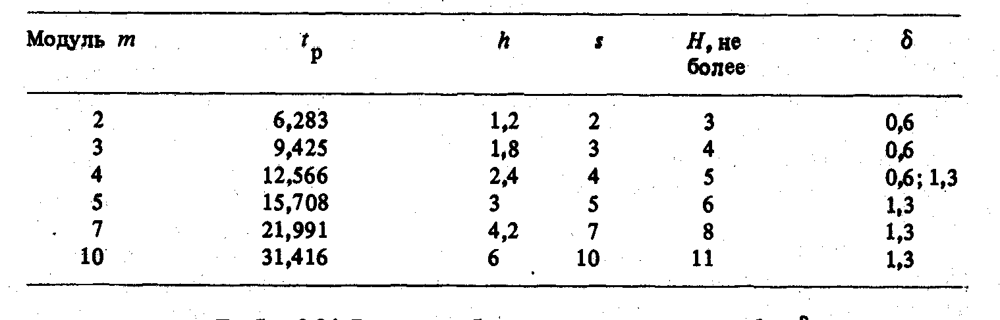 Модуль m t р h s H, не δ
более
2 6,283 1,2 2 3 0,6
3 9,425 1,8 3 4 0,6
4 12,566 2,4 4 5 0,6; 1,3
5 15,708 3 5 6 1,3
7 21,991 4,2 7 8 1,3
10 31,416 6 10 11 1,3